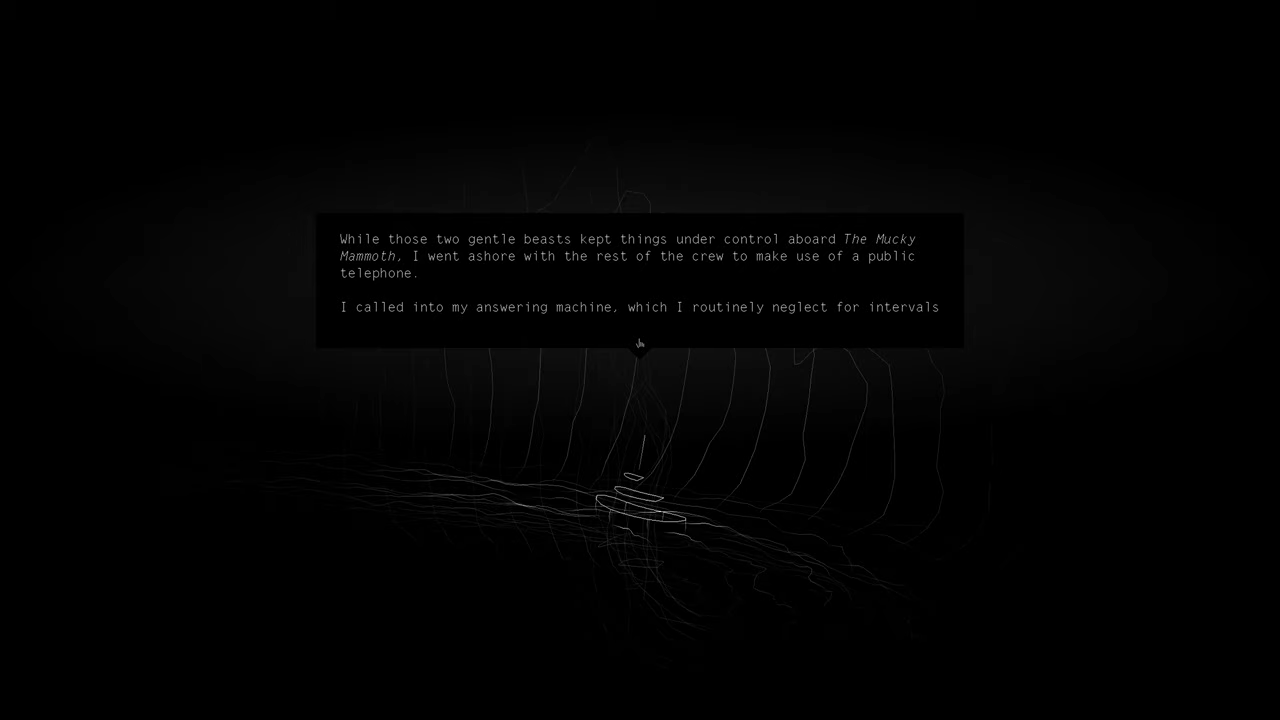 While those two gentle beasts kept things under control aboard The Mucky
Mammoth, I went ashore with the rest of the crew to make use of a public
telephone.
I called into my answering machine, which I routinely neglect for intervals